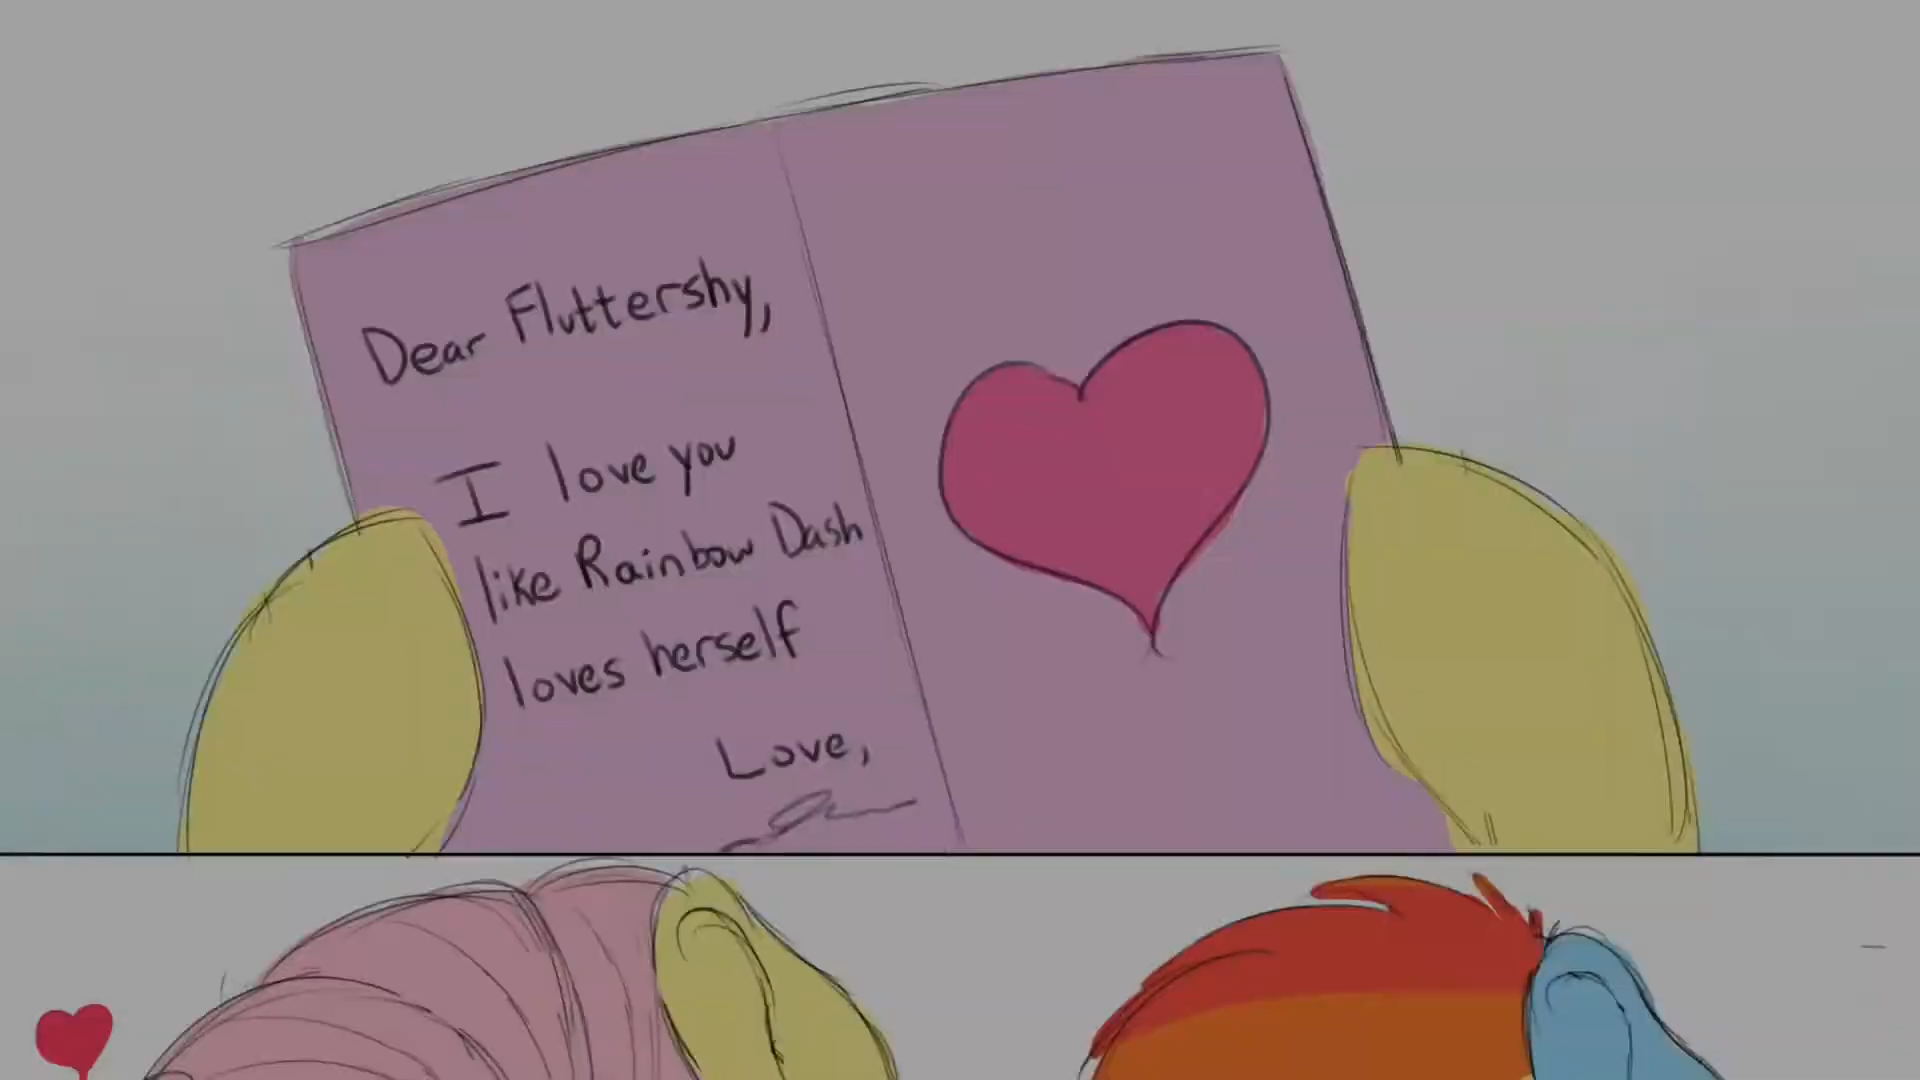 Dear Fluttershy,
I love you
like Rainbow Dash
loves herself
Love,